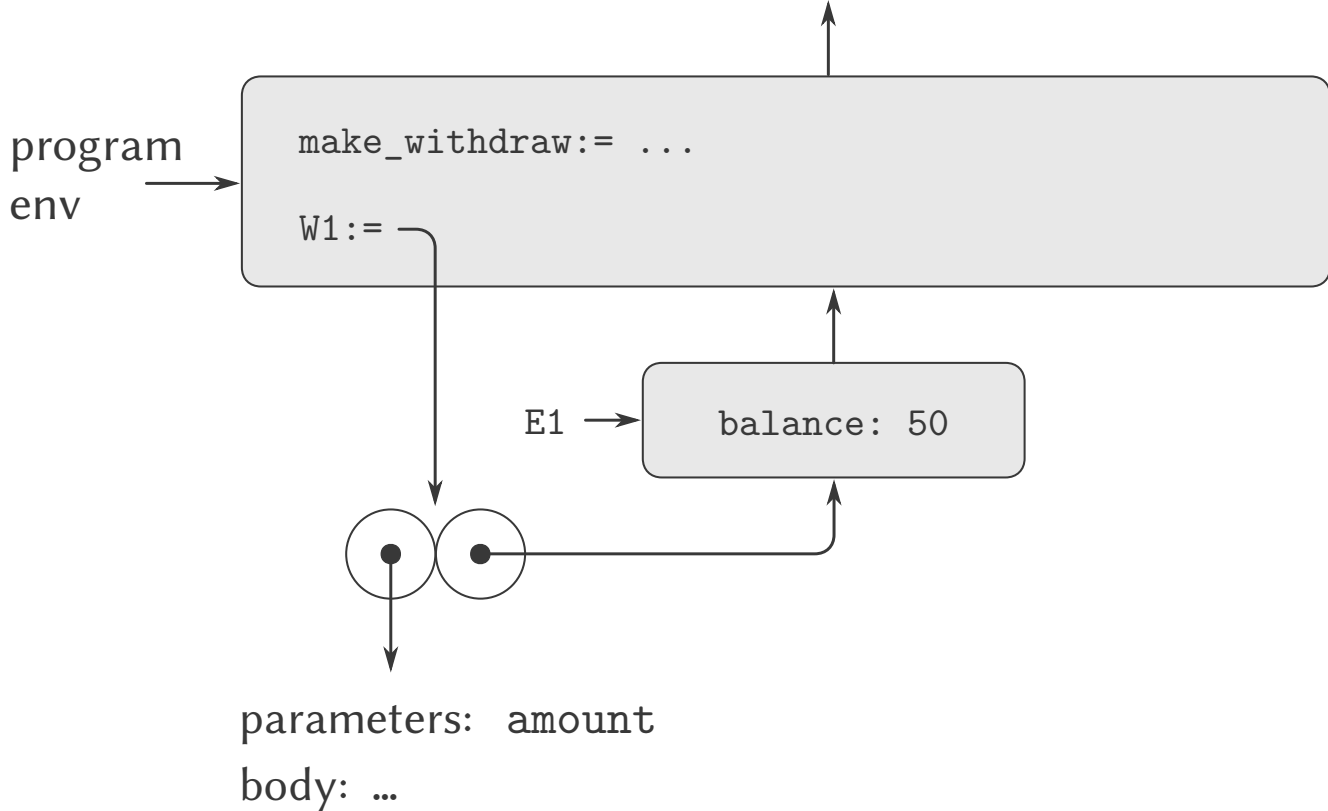 program
env
make_withdraw:= ...
W1:=
E1
balance: 50
parameters: amount
body: …